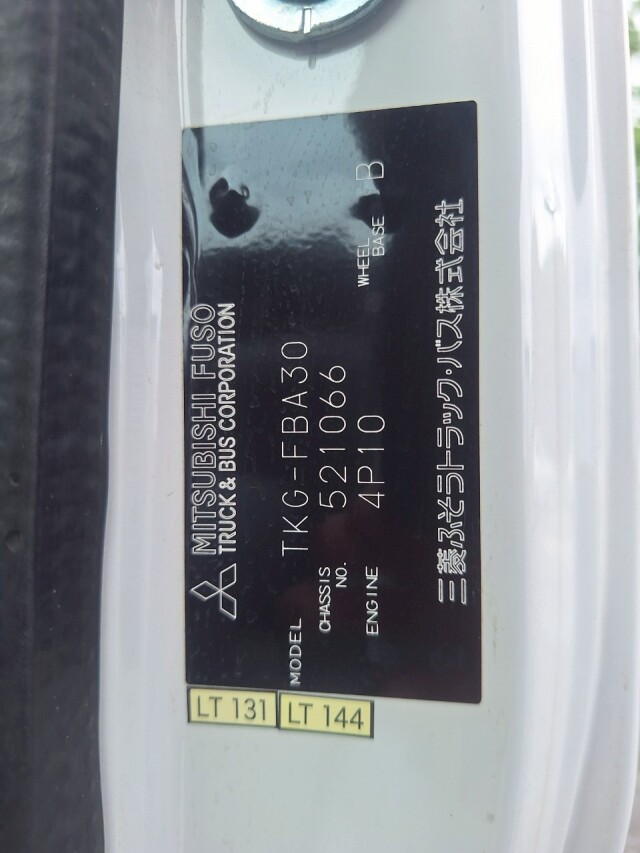 MITSUBISHI FUSO
TRUCK & BUS CORPORATION
MODEL TKG-FBA30
CHASSIS NO. 521066
ENGINE 4P10 WHEEL BASE B
三菱ふそうトラック・バス株式会社
LT 131
LT 144